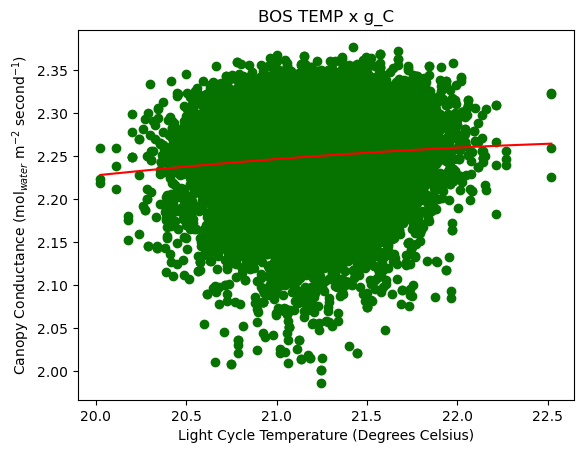 BOS TEMP x g_C
2.35
2.30
2.25
2.20
2.15
2.10
2.05
2.00
Canopy Conductance (mol_water m⁻² second⁻¹)
20.0 20.5 21.0 21.5 22.0 22.5
Light Cycle Temperature (Degrees Celsius)